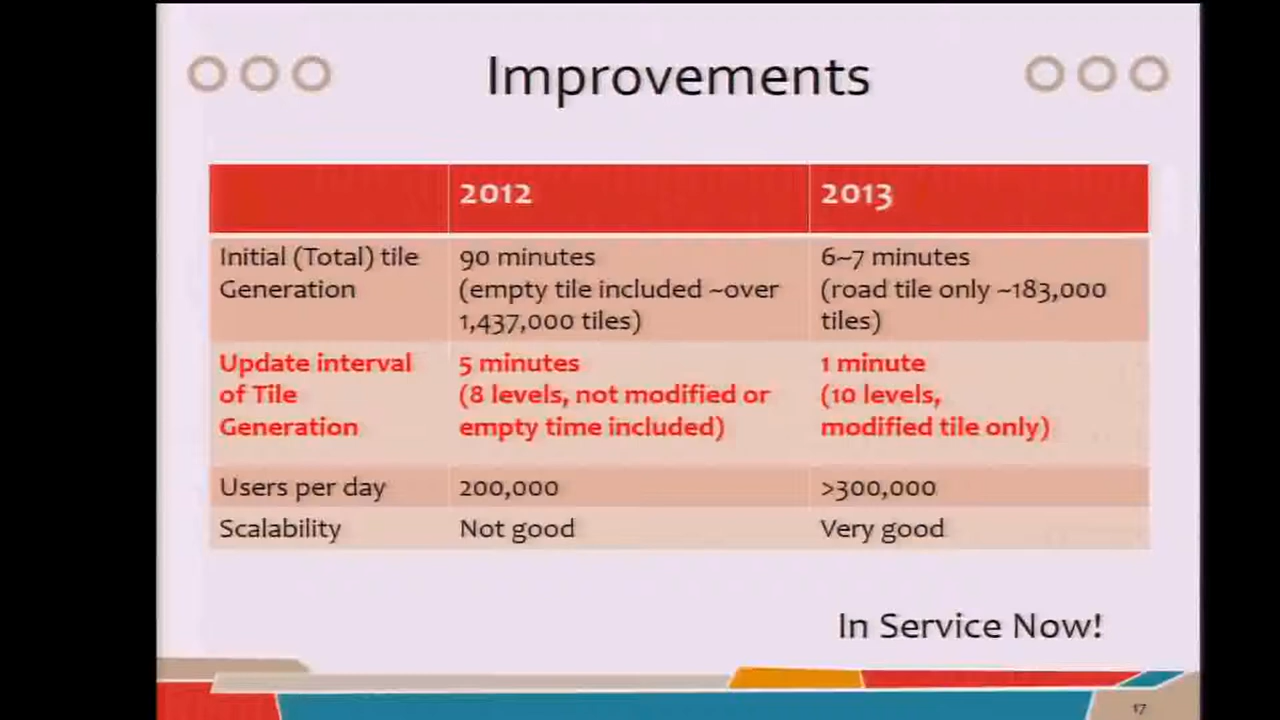 Improvements
2012
2013
Initial (Total) tile
Generation
90 minutes
(empty tile included ~over
1,437,000 tiles)
6~7 minutes
(road tile only ~183,000
tiles)
Update interval
of Tile
Generation
5 minutes
(8 levels, not modified or
empty time included)
1 minute
(10 levels,
modified tile only)
Users per day
200,000
>300,000
Scalability
Not good
Very good
In Service Now!
17